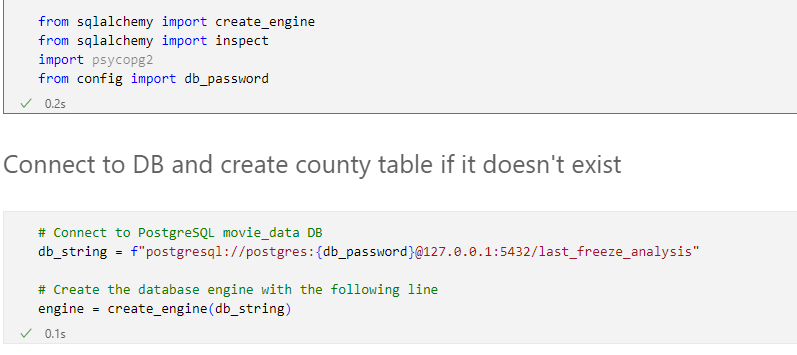 from sqlalchemy import create_engine
from sqlalchemy import inspect
import psycopg2
from config import db_password
0.2s
Connect to DB and create county table if it doesn't exist
# Connect to PostgreSQL movie_data DB
db_string = f"postgresql://postgres:{db_password}@127.0.0.1:5432/last_freeze_analysis"
# Create the database engine with the following line
engine = create_engine(db_string)
0.1s